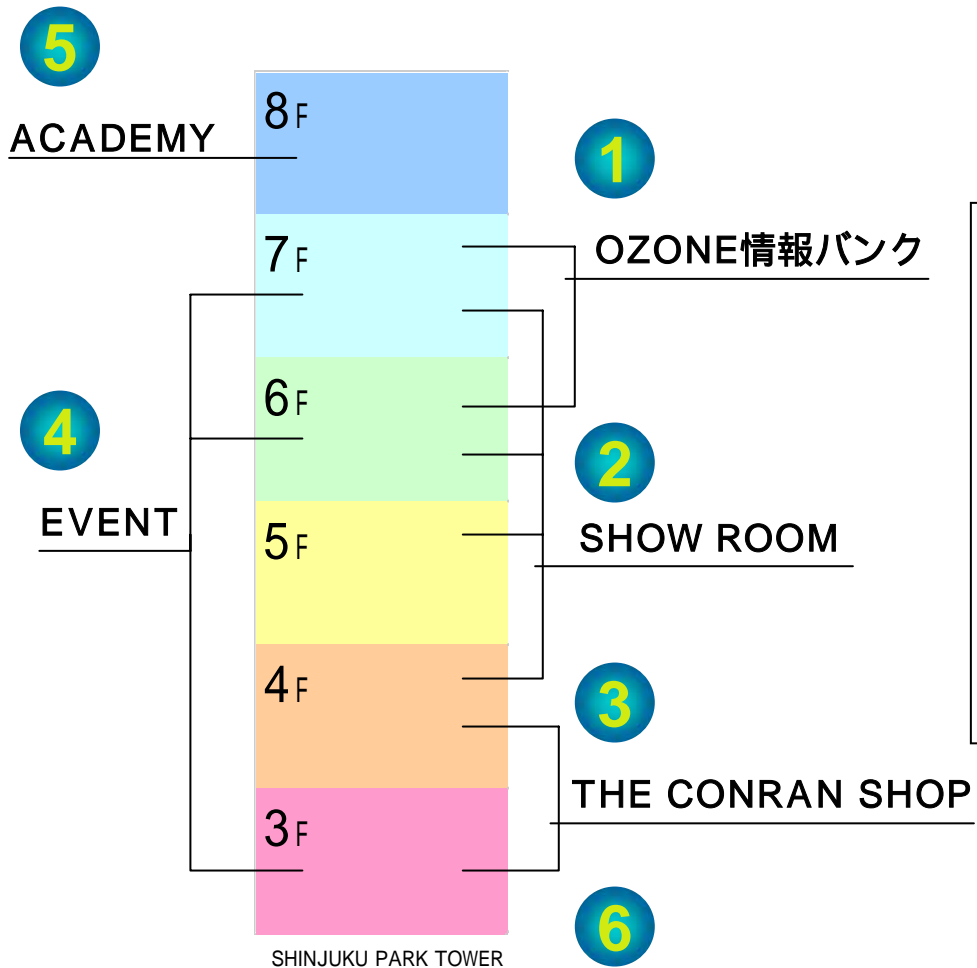 5
ACADEMY
8F
1
OZONE情報バンク
7F
6F
4
EVENT
2
SHOW ROOM
5F
4F
3
THE CONRAN SHOP
3F
6
SHINJUKU PARK TOWER